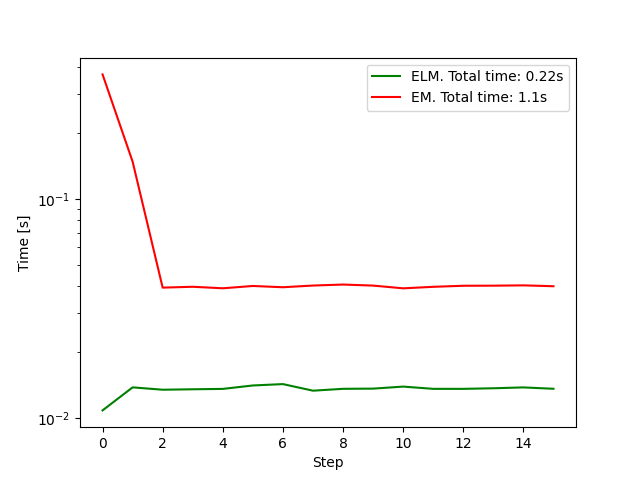 ELM. Total time: 0.22s
EM. Total time: 1.1s
10⁻¹
10⁻²
Time [s]
0 2 4 6 8 10 12 14
Step